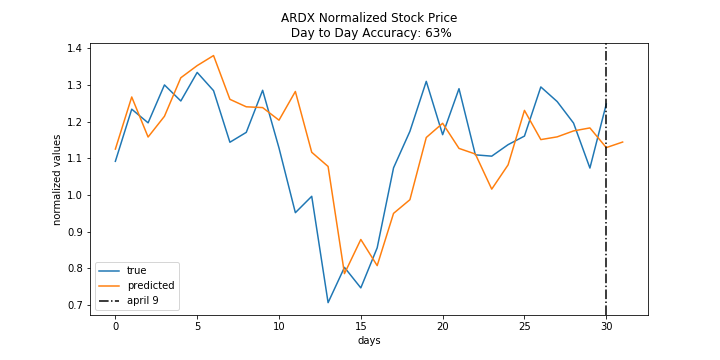 ARDX Normalized Stock Price
Day to Day Accuracy: 63%
1.4
1.3
1.2
1.1
1.0
0.9
0.8
0.7
normalized values
true
predicted
april 9
0
5
10
15
20
25
30
days